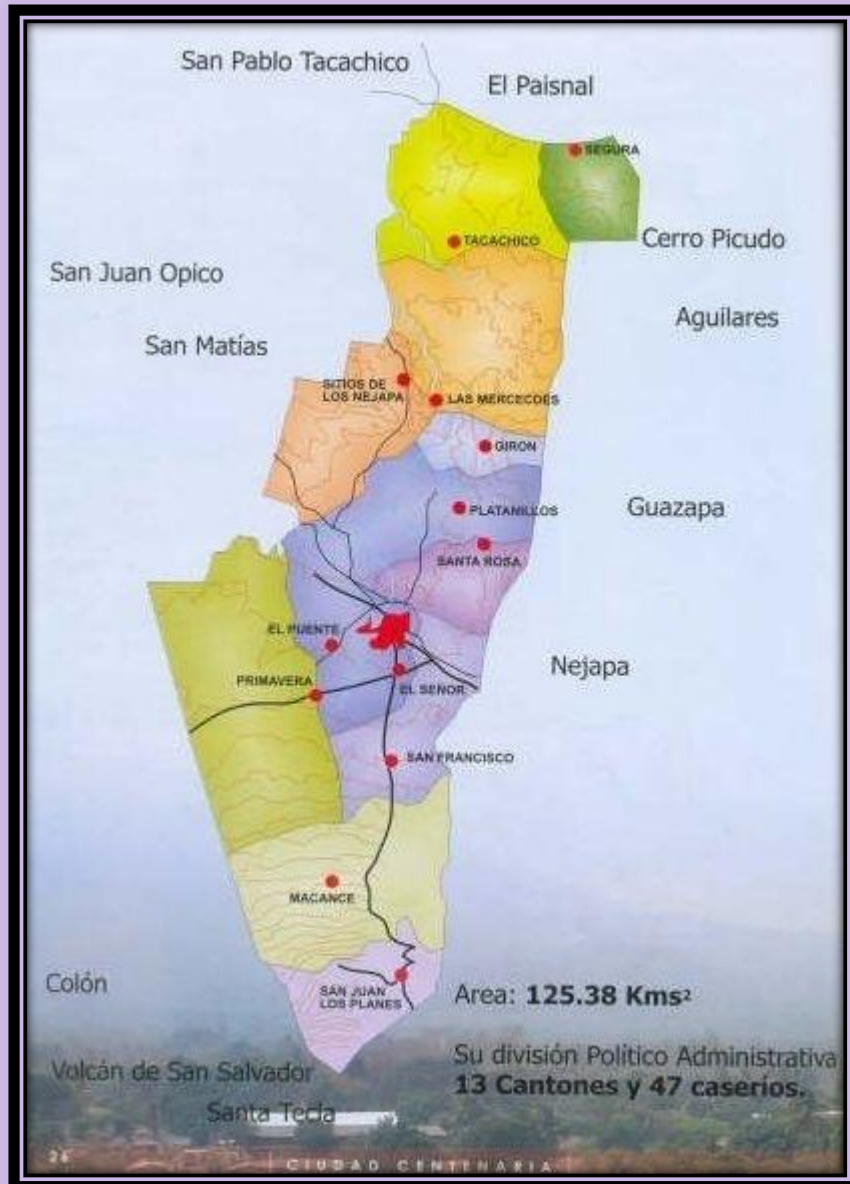 San Pablo Tacachico
El Paisnal
SEGURA
TACACHICO
Cerro Picudo
San Juan Opico
Aguilares
San Matías
SITIOS DE
LOS NEJAPA
LAS MERCECDES
GIRON
PLATANILLOS
Guazapa
SANTA ROSA
EL PUENTE
Nejapa
PRIMAVERA
EL SEÑOR
SAN FRANCISCO
MACANCE
Colón
SAN JUAN
LOS PLANES
Area: 125.38 Kms²
Su división Político Administrativa
13 Cantones y 47 caseríos.
Volcán de San Salvador
Santa Tecla
26
CIUDAD CENTENARIA